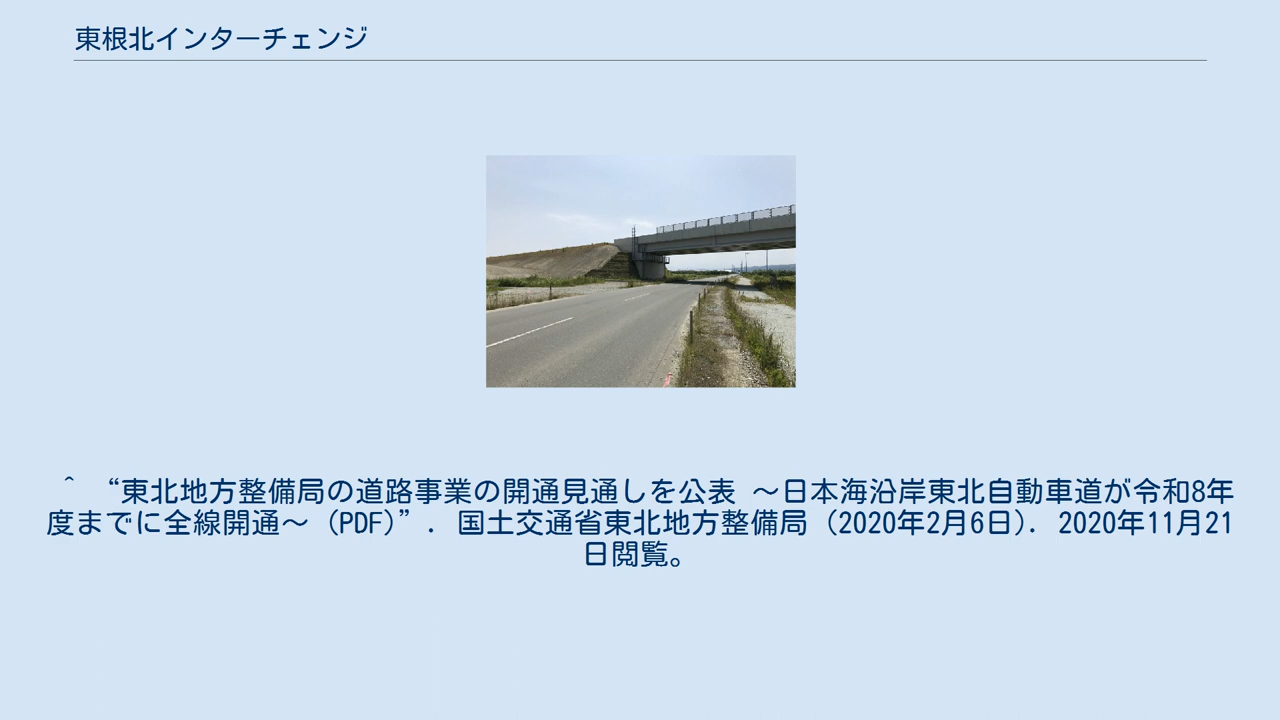 東根北インターチェンジ
^ “東北地方整備局の道路事業の開通見通しを公表 ～日本海沿岸東北自動車道が令和8年
度までに全線開通～（PDF）”. 国土交通省東北地方整備局（2020年2月6日）. 2020年11月21
日閲覧。